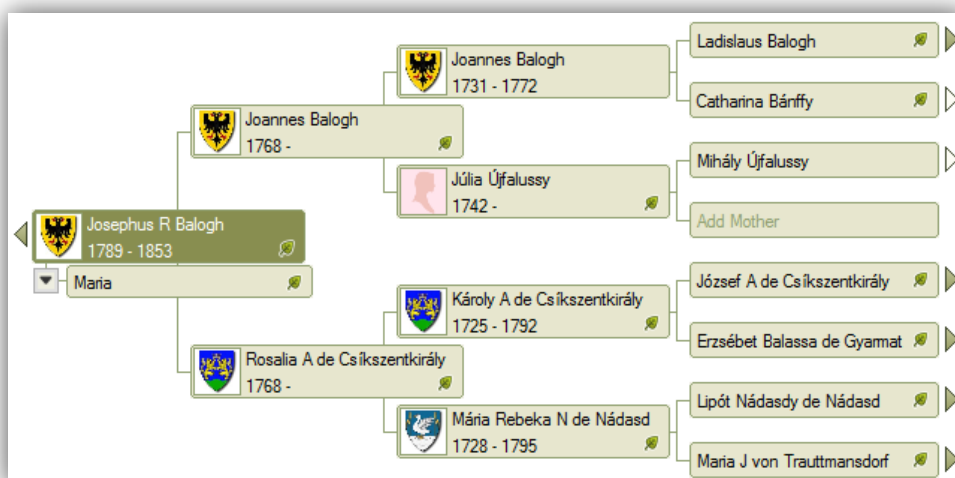 Josephus R Balogh
1789 - 1853
Maria
Joannes Balogh
1768 -
Rosalia A de Csíkszentkirály
1768 -
Joannes Balogh
1731 - 1772
Júlia Újfalussy
1742 -
Károly A de Csíkszentkirály
1725 - 1792
Mária Rebeka N de Nádasd
1728 - 1795
Ladislaus Balogh
Catharina Bánffy
Mihály Újfalussy
Add Mother
József A de Csíkszentkirály
Erzsébet Balassa de Gyarmat
Lipót Nádasdy de Nádasd
Maria J von Trauttmansdorf